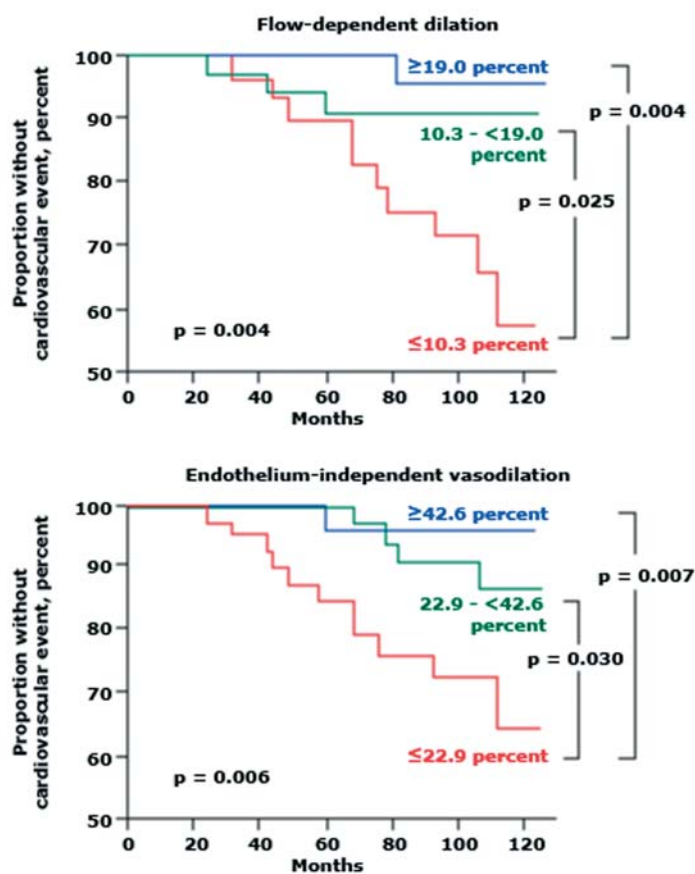 Flow-dependent dilation
Proportion without
cardiovascular event, percent
100
90
80
70
60
50
≥19.0 percent
10.3 - <19.0
percent
≤10.3 percent
p = 0.004
p = 0.025
p = 0.004
0 20 40 60 80 100 120
Months
Endothelium-independent vasodilation
Proportion without
cardiovascular event, percent
100
90
80
70
60
50
≥42.6 percent
22.9 - <42.6
percent
≤22.9 percent
p = 0.007
p = 0.030
p = 0.006
0 20 40 60 80 100 120
Months